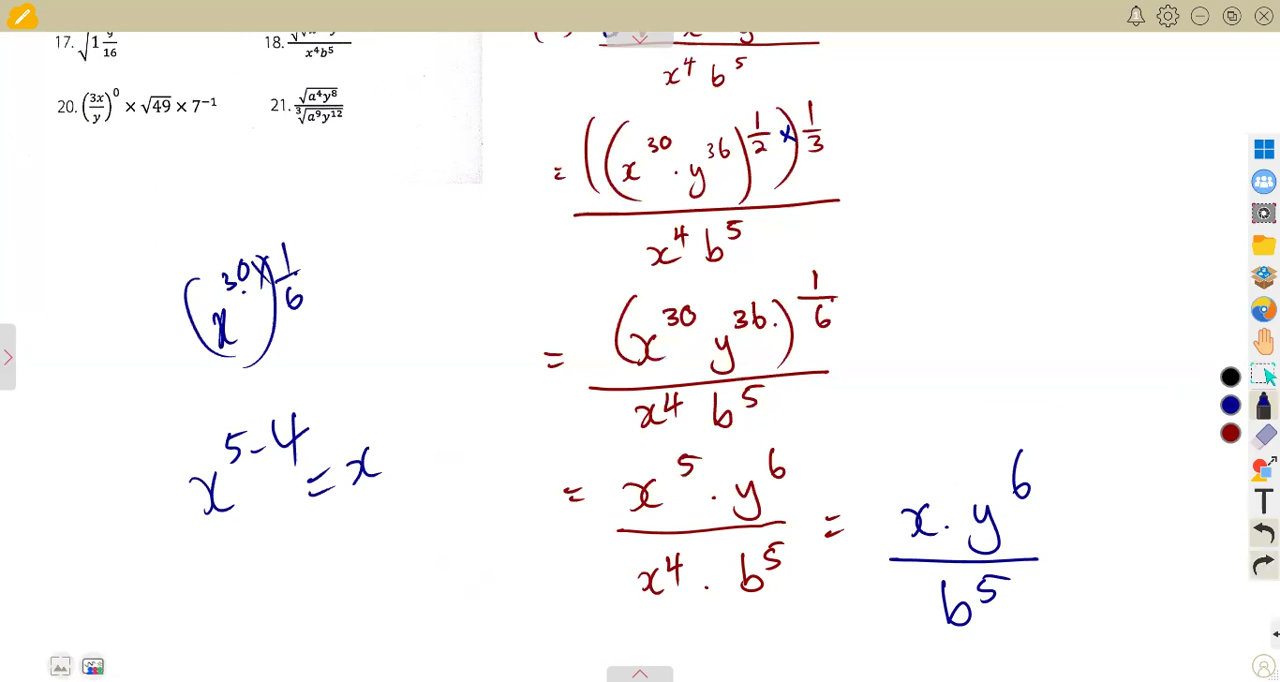 17. √1 9/16
18. x⁴b⁵
20. (3x/y)⁰ × √49 × 7⁻¹
21. √a⁴y⁸ / ∛a⁹y¹²
x⁴ b⁵
= ((x³⁰ · y³⁶)^1/2 ×)^1/3 / x⁴ b⁵
(x³⁰ ×)^1/6
= (x³⁰ y³⁶·)^1/6 / x⁴ b⁵
x⁵⁻⁴ = x
= x⁵ · y⁶ / x⁴ · b⁵ = x · y⁶ / b⁵
T